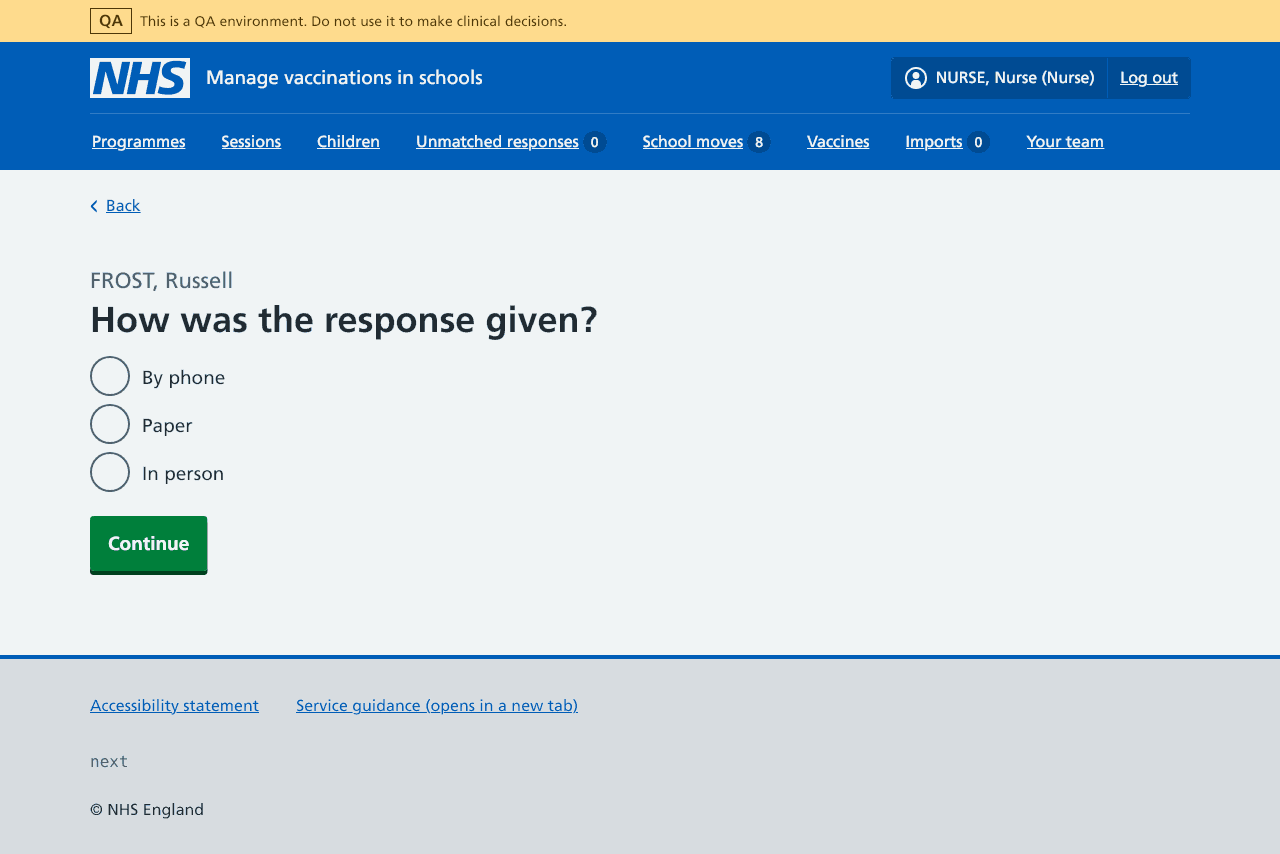 QA This is a QA environment. Do not use it to make clinical decisions.
NHS Manage vaccinations in schools NURSE, Nurse (Nurse) Log out
Programmes Sessions Children Unmatched responses 0 School moves 8 Vaccines Imports 0 Your team
Back
FROST, Russell
How was the response given?
By phone
Paper
In person
Continue
Accessibility statement Service guidance (opens in a new tab)
next
© NHS England